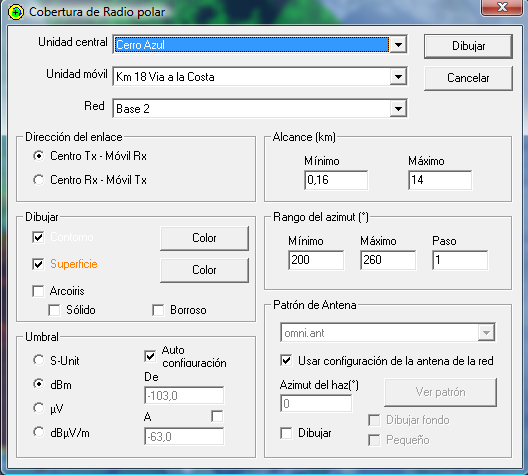 Cobertura de Radio polar
Unidad central
Cerro Azul
Dibujar
Unidad móvil
Km 18 Via a la Costa
Cancelar
Red
Base 2
Dirección del enlace
Centro Tx - Móvil Rx
Centro Rx - Móvil Tx
Alcance (km)
Mínimo
Máximo
0,16
14
Dibujar
Contorno
Color
Superficie
Color
Arcoiris
Sólido
Borroso
Rango del azimut (°)
Mínimo
Máximo
Paso
200
260
1
Umbral
S-Unit
dBm
µV
dBµV/m
Auto
configuración
De
-103,0
A
-63,0
Patrón de Antena
omni.ant
Usar configuración de la antena de la red
Azimut del haz(°)
0
Ver patrón
Dibujar
Dibujar fondo
Pequeño